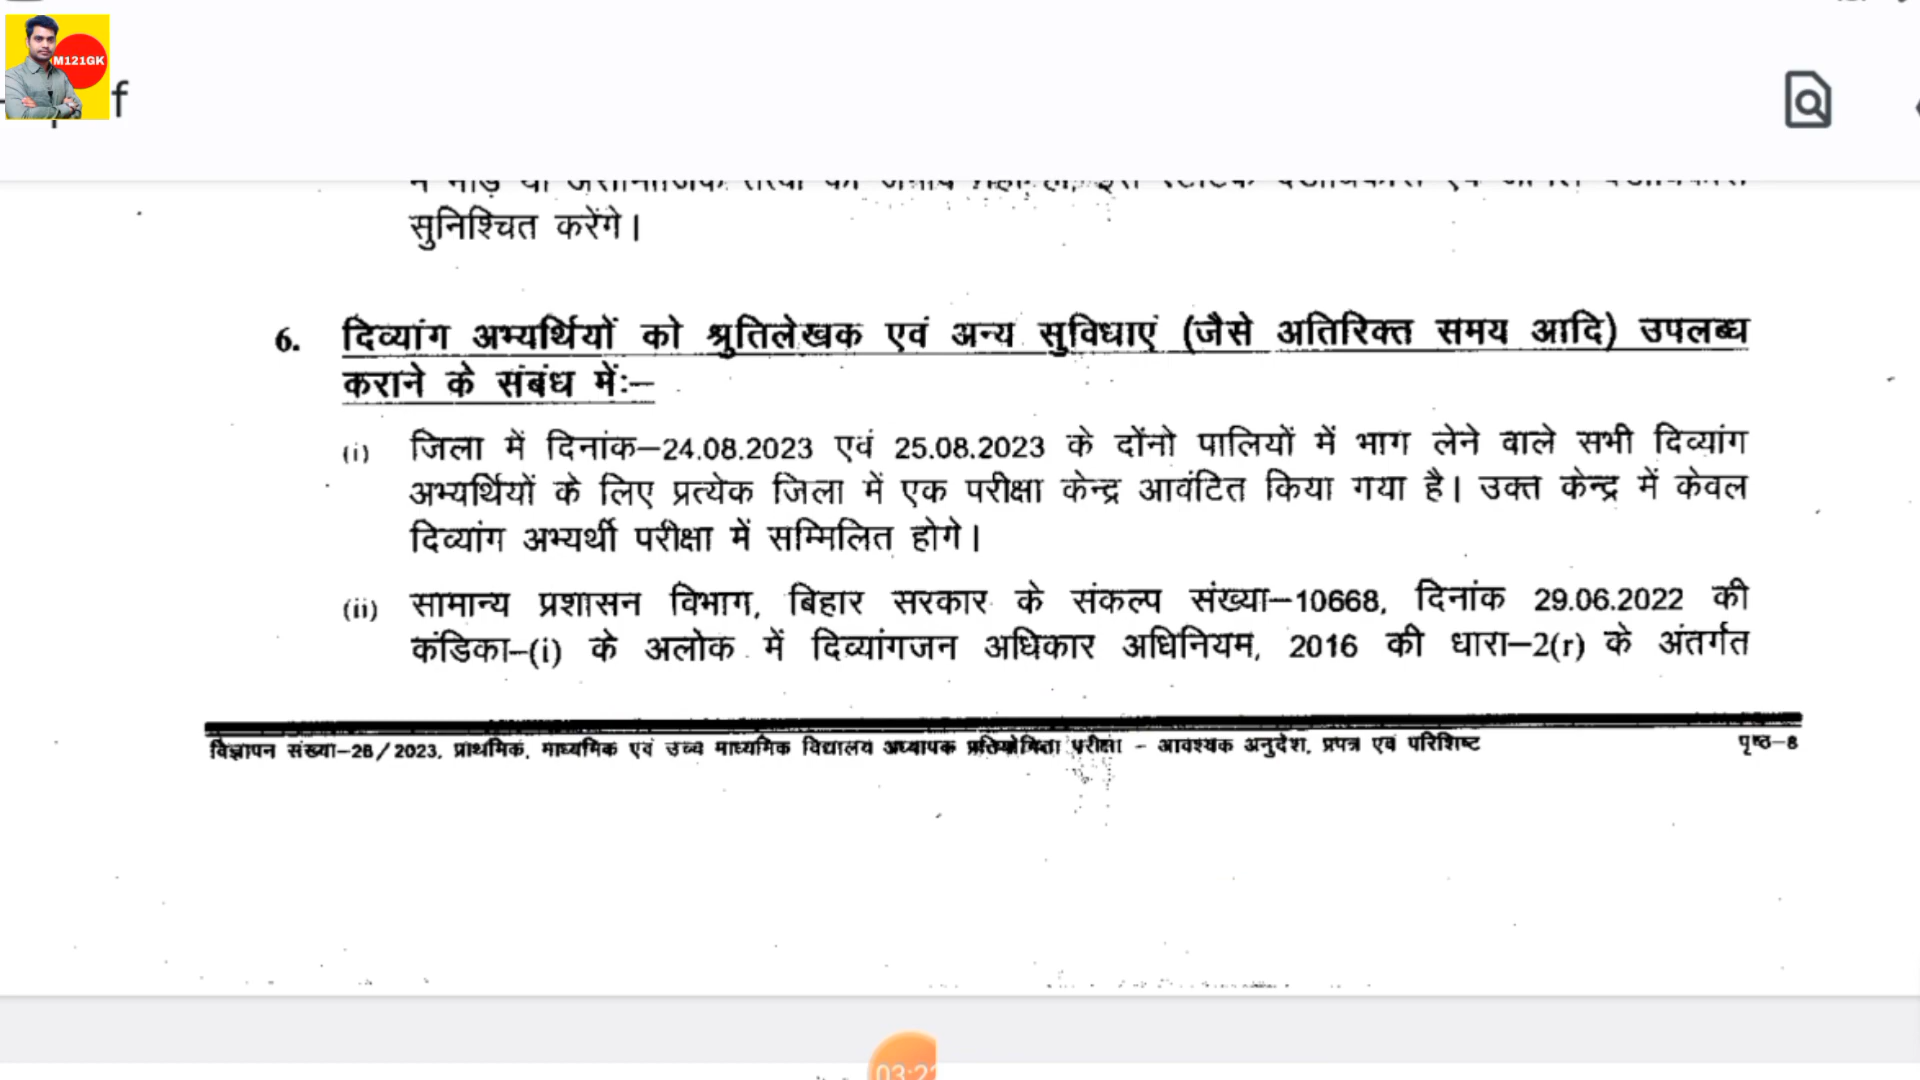 M121GK
f
सुनिश्चित करेंगे।
6. दिव्यांग अभ्यर्थियों को श्रुतिलेखक एवं अन्य सुविधाएं (जैसे अतिरिक्त समय आदि) उपलब्ध
कराने के संबंध में:–
(i) जिला में दिनांक–24.08.2023 एवं 25.08.2023 के दोंनो पालियों में भाग लेने वाले सभी दिव्यांग
अभ्यर्थियों के लिए प्रत्येक जिला में एक परीक्षा केन्द्र आवंटित किया गया है। उक्त केन्द्र में केवल
दिव्यांग अभ्यर्थी परीक्षा में सम्मिलित होगे।
(ii) सामान्य प्रशासन विभाग, बिहार सरकार के संकल्प संख्या–10668, दिनांक 29.06.2022 की
कंडिका–(i) के अलोक में दिव्यांगजन अधिकार अधिनियम, 2016 की धारा–2(r) के अंतर्गत
विज्ञापन संख्या–26/2023, प्राथमिक, माध्यमिक एवं उच्च माध्यमिक विद्यालय अध्यापक प्रतियोगिता परीक्षा - आवश्यक अनुदेश, प्रपत्र एवं परिशिष्ट पृष्ठ–8